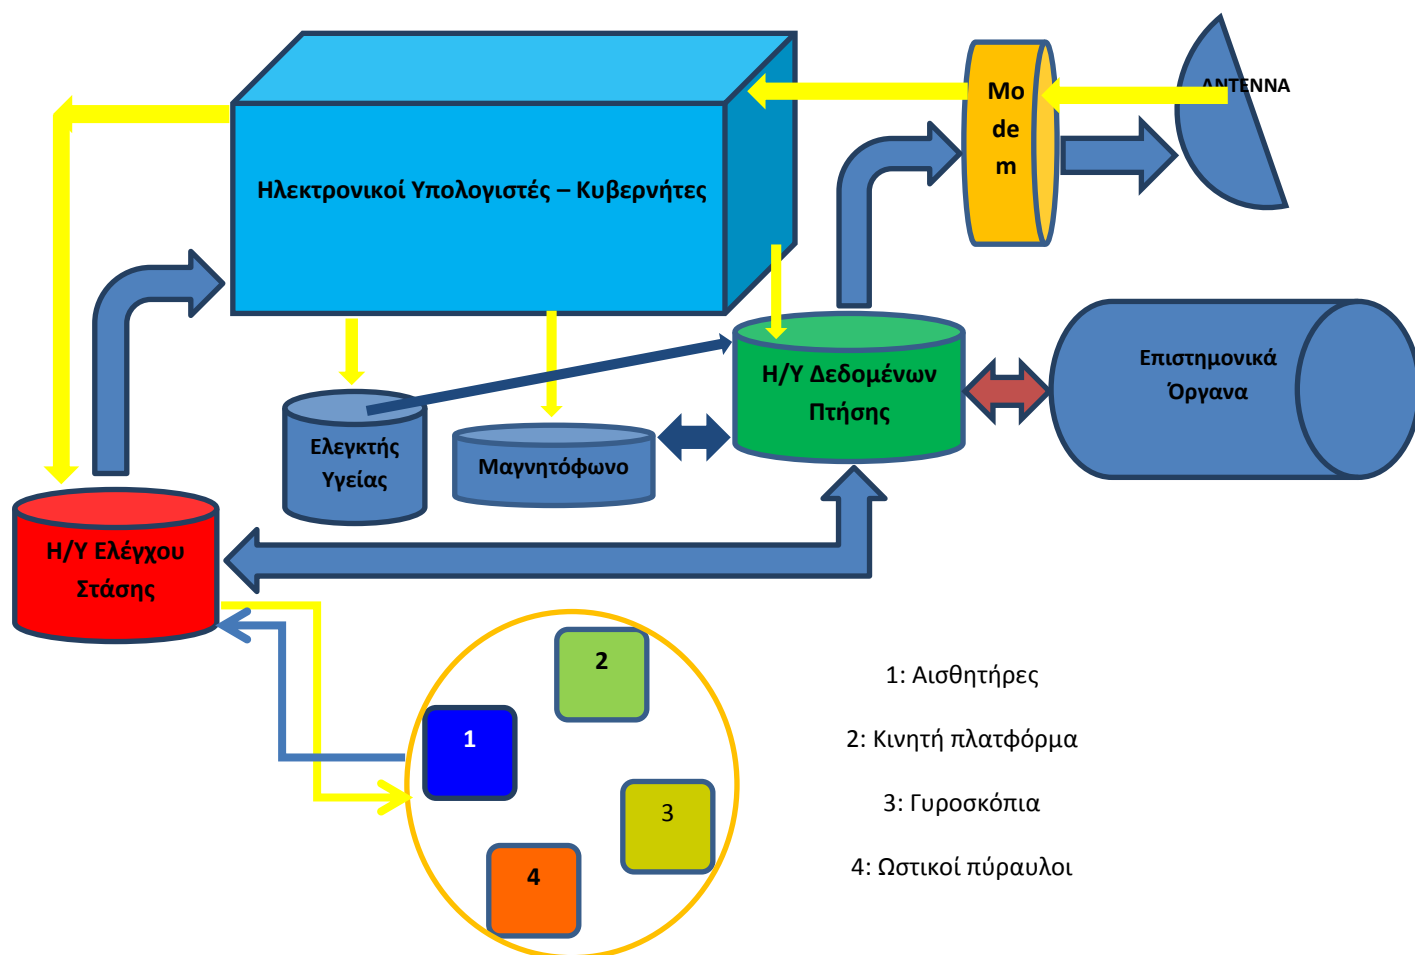 ANTENNA
Mo
de
m
Ηλεκτρονικοί Υπολογιστές – Κυβερνήτες
Επιστημονικά
Όργανα
Η/Υ Δεδομένων
Πτήσης
Ελεγκτής
Υγείας
Μαγνητόφωνο
Η/Υ Ελέγχου
Στάσης
2
1
3
4
1: Αισθητήρες
2: Κινητή πλατφόρμα
3: Γυροσκόπια
4: Ωστικοί πύραυλοι